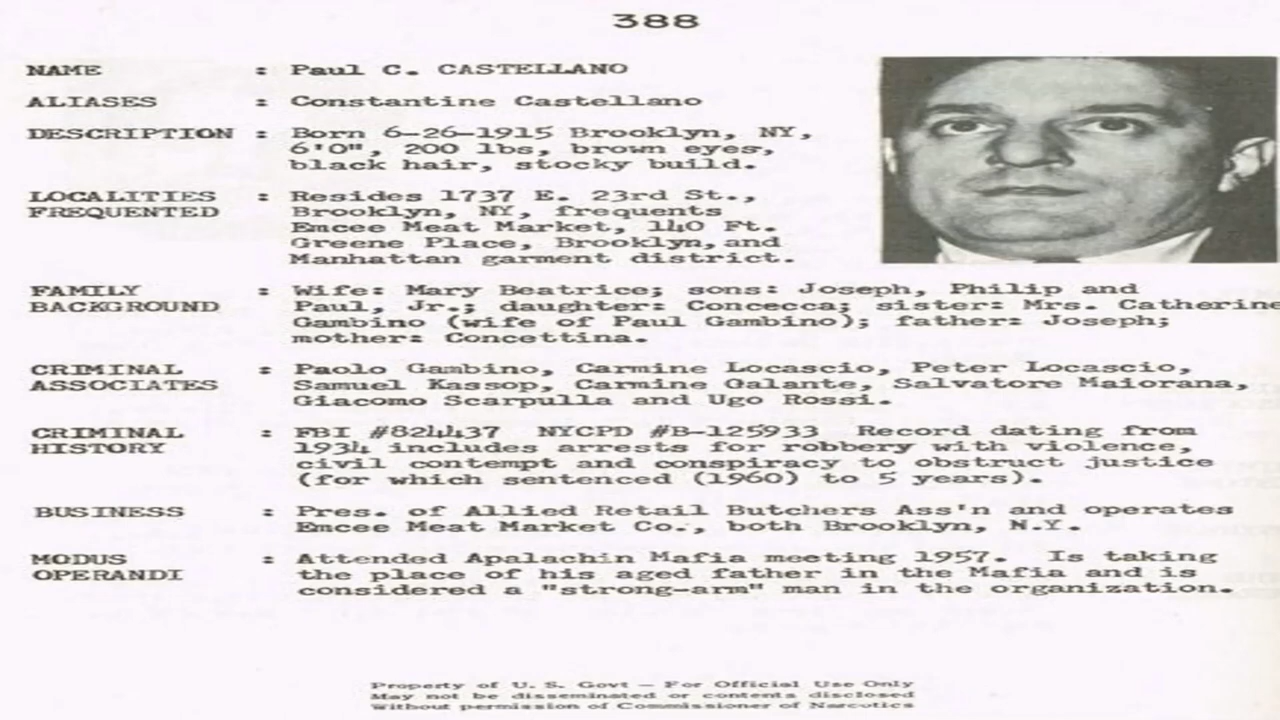 388
NAME : Paul C. CASTELLANO
ALIASES : Constantine Castellano
DESCRIPTION : Born 6-26-1915 Brooklyn, NY,
6'0", 200 lbs, brown eyes,
black hair, stocky build.
LOCALITIES : Resides 1737 E. 23rd St.,
FREQUENTED Brooklyn, NY, frequents
Emcee Meat Market, 140 Ft.
Greene Place, Brooklyn, and
Manhattan garment district.
FAMILY : Wife: Mary Beatrice; sons: Joseph, Philip and
BACKGROUND Paul, Jr.; daughter: Concecca; sister: Mrs. Catherine
Gambino (wife of Paul Gambino); father: Joseph;
mother: Concettina.
CRIMINAL : Paolo Gambino, Carmine Locascio, Peter Locascio,
ASSOCIATES Samuel Kassop, Carmine Galante, Salvatore Maiorana,
Giacomo Scarpulla and Ugo Rossi.
CRIMINAL : FBI #824437 NYCPD #B-125933 Record dating from
HISTORY 1934 includes arrests for robbery with violence,
civil contempt and conspiracy to obstruct justice
(for which sentenced (1960) to 5 years).
BUSINESS : Pres. of Allied Retail Butchers Ass'n and operates
Emcee Meat Market Co., both Brooklyn, N.Y.
MODUS : Attended Apalachin Mafia meeting 1957. Is taking
OPERANDI the place of his aged father in the Mafia and is
considered a "strong-arm" man in the organization.
Property of U. S. Govt — For Official Use Only
May not be disseminated or contents disclosed
Without permission of Commissioner of Narcotics